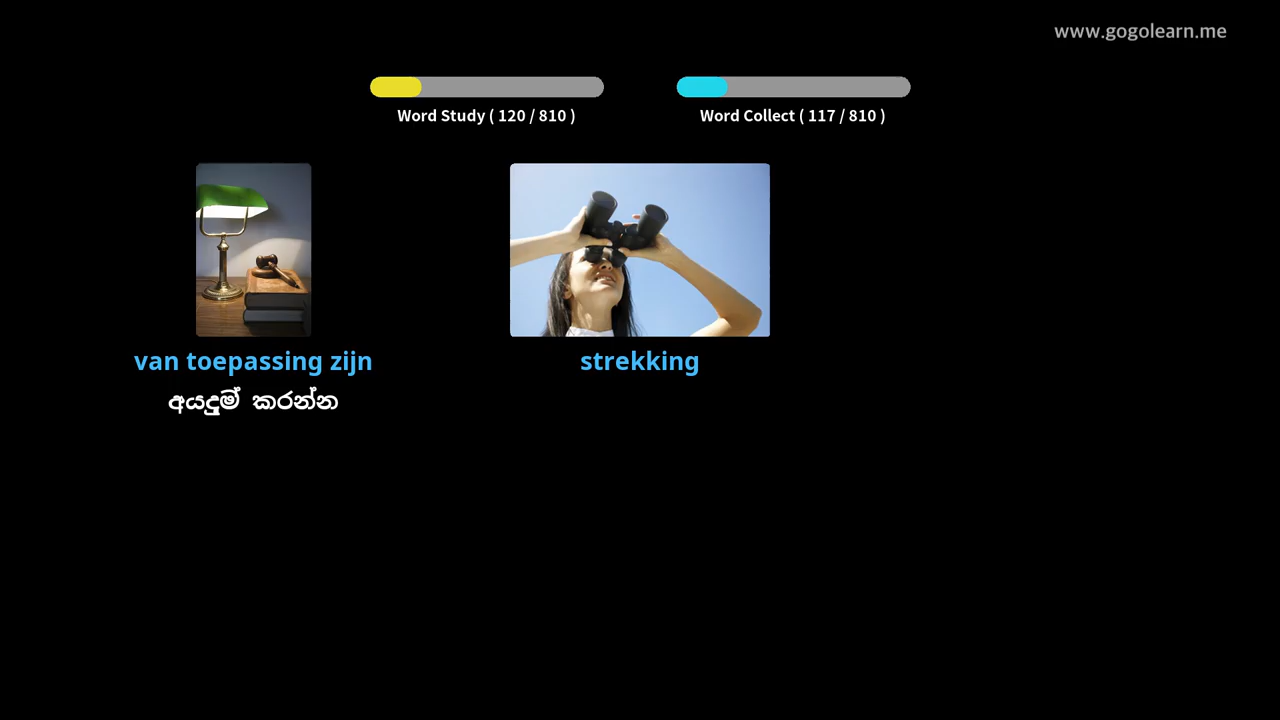 www.gogolearn.me
Word Study ( 120 / 810 )
Word Collect ( 117 / 810 )
van toepassing zijn
strekking
අයදුම් කරන්න